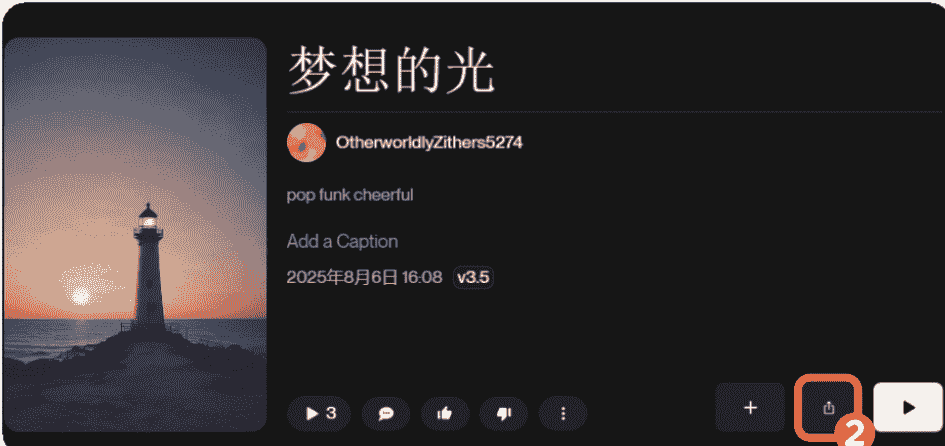 梦想的光
OtherworldlyZithers5274
pop funk cheerful
Add a Caption
2025年8月6日 16:08 v3.5
3
2